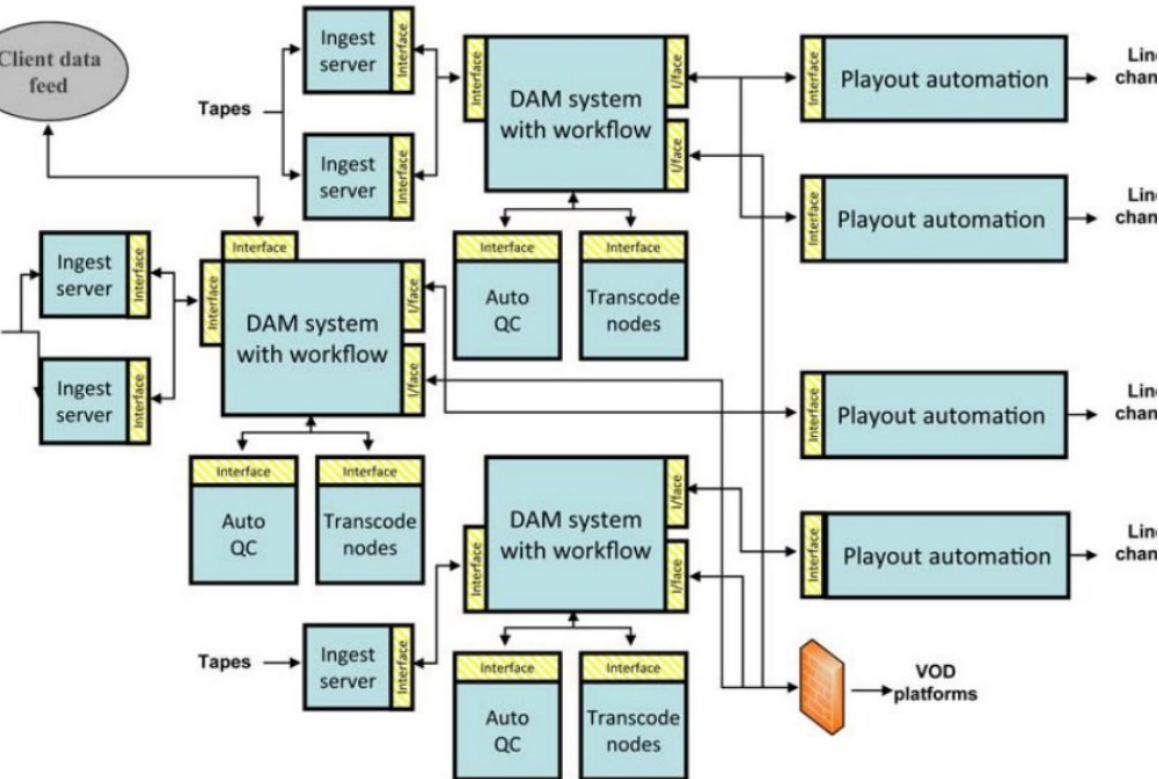 Client data
feed
Ingest
server
Interface
Tapes
Ingest
server
Interface
Interface
DAM system
with workflow
I/face
I/face
Interface
Playout automation
Interface
Playout automation
Interface
Auto
QC
Interface
Transcode
nodes
Ingest
server
Interface
Ingest
server
Interface
Interface
Interface
DAM system
with workflow
I/face
I/face
Interface
Auto
QC
Interface
Transcode
nodes
Interface
Playout automation
Interface
Playout automation
Interface
DAM system
with workflow
I/face
I/face
Tapes
Ingest
server
Interface
Interface
Auto
QC
Interface
Transcode
nodes
VOD
platforms